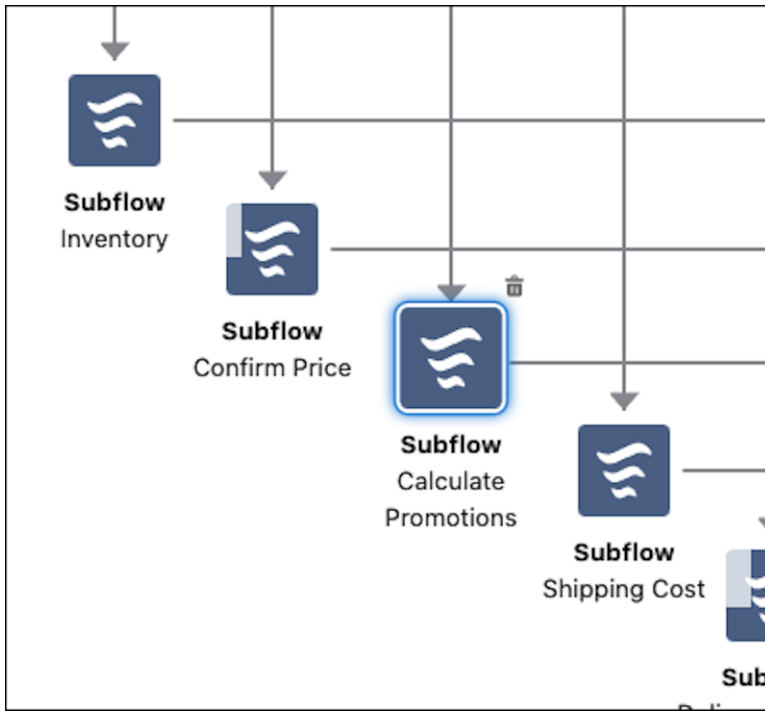 Subflow
Inventory
Subflow
Confirm Price
Subflow
Calculate
Promotions
Subflow
Shipping Cost